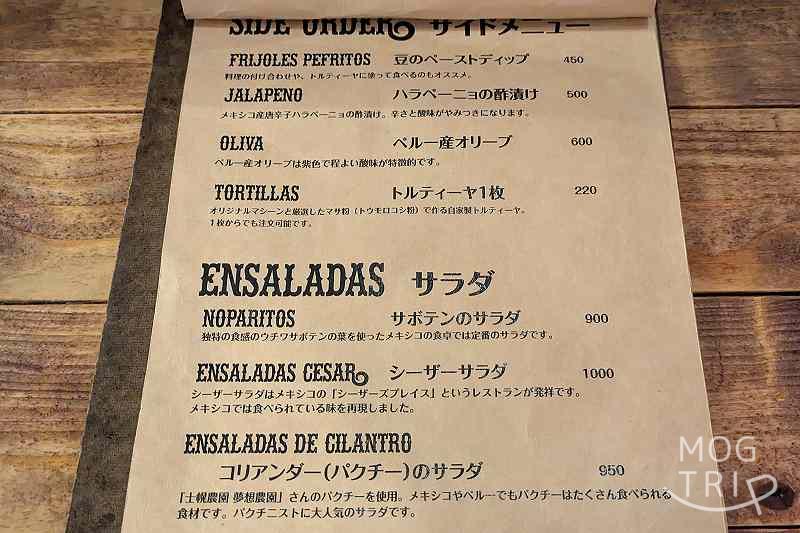 SIDE ORDER サイドメニュー
FRIJOLES PEFRITOS 豆のペーストディップ 450
料理の付け合わせや、トルティーヤに塗って食べるのもオススメ。
JALAPENO ハラペーニョの酢漬け 500
メキシコ産唐辛子ハラペーニョの酢漬け。辛さと酸味がやみつきになります。
OLIVA ペルー産オリーブ 600
ペルー産オリーブは紫色で程よい酸味が特徴的です。
TORTILLAS トルティーヤ1枚 220
オリジナルマシーンと厳選したマサ粉（トウモロコシ粉）で作る自家製トルティーヤ。
1枚からでも注文可能です。
ENSALADAS サラダ
NOPARITOS サボテンのサラダ 900
独特の食感のウチワサボテンの葉を使ったメキシコの食卓では定番のサラダです。
ENSALADAS CESAR シーザーサラダ 1000
シーザーサラダはメキシコの「シーザーズプレイス」というレストランが発祥です。
メキシコでは食べられている味を再現しました。
ENSALADAS DE CILANTRO
コリアンダー(パクチー)のサラダ 950
「士幌農園 夢想農園」さんのパクチーを使用。メキシコやペルーでもパクチーはたくさん食べられる
食材です。パクチニストに大人気のサラダです。
MOG
TRIP